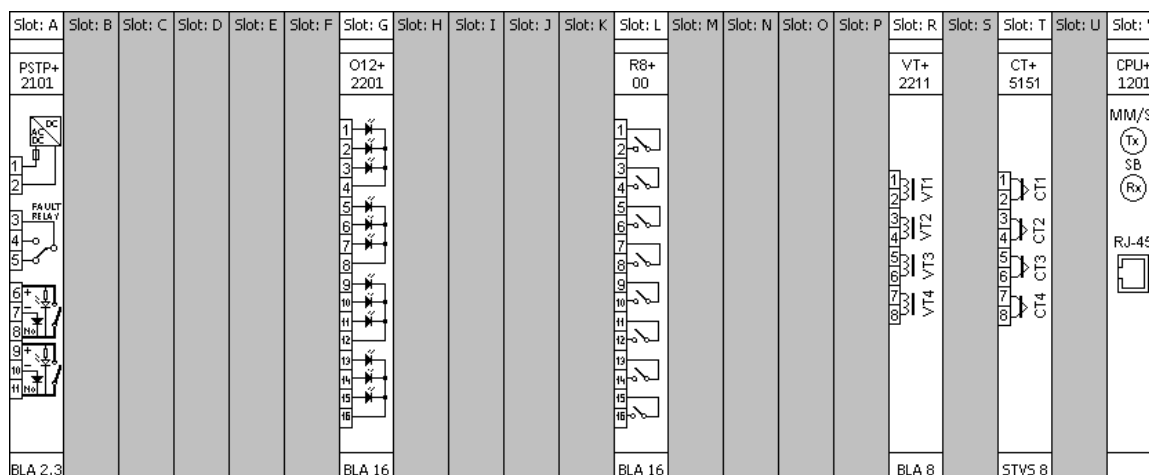 Slot: A Slot: B Slot: C Slot: D Slot: E Slot: F Slot: G Slot: H Slot: I Slot: J Slot: K Slot: L Slot: M Slot: N Slot: O Slot: P Slot: R Slot: S Slot: T Slot: U Slot:
PSTP+
2101
AC
DC
DC
1
2
FAULT
RELAY
3
4
5
6 +
7 −
8 No
9 +
10 −
11 No
BLA 2,3
O12+
2201
1
2
3
4
5
6
7
8
9
10
11
12
13
14
15
16
BLA 16
R8+
00
1
2
3
4
5
6
7
8
9
10
11
12
13
14
15
16
BLA 16
VT+
2211
1
2
VT1
3
4
VT2
5
6
VT3
7
8
VT4
BLA 8
CT+
5151
1
2
CT1
3
4
CT2
5
6
CT3
7
8
CT4
STVS 8
CPU+
1201
MM/S
Tx
SB
Rx
RJ-45